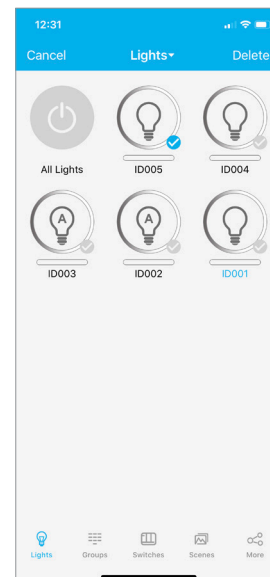 12:31
Cancel Lights Delete
All Lights ID005 ID004
A A
ID003 ID002 ID001
Lights Groups Switches Scenes More